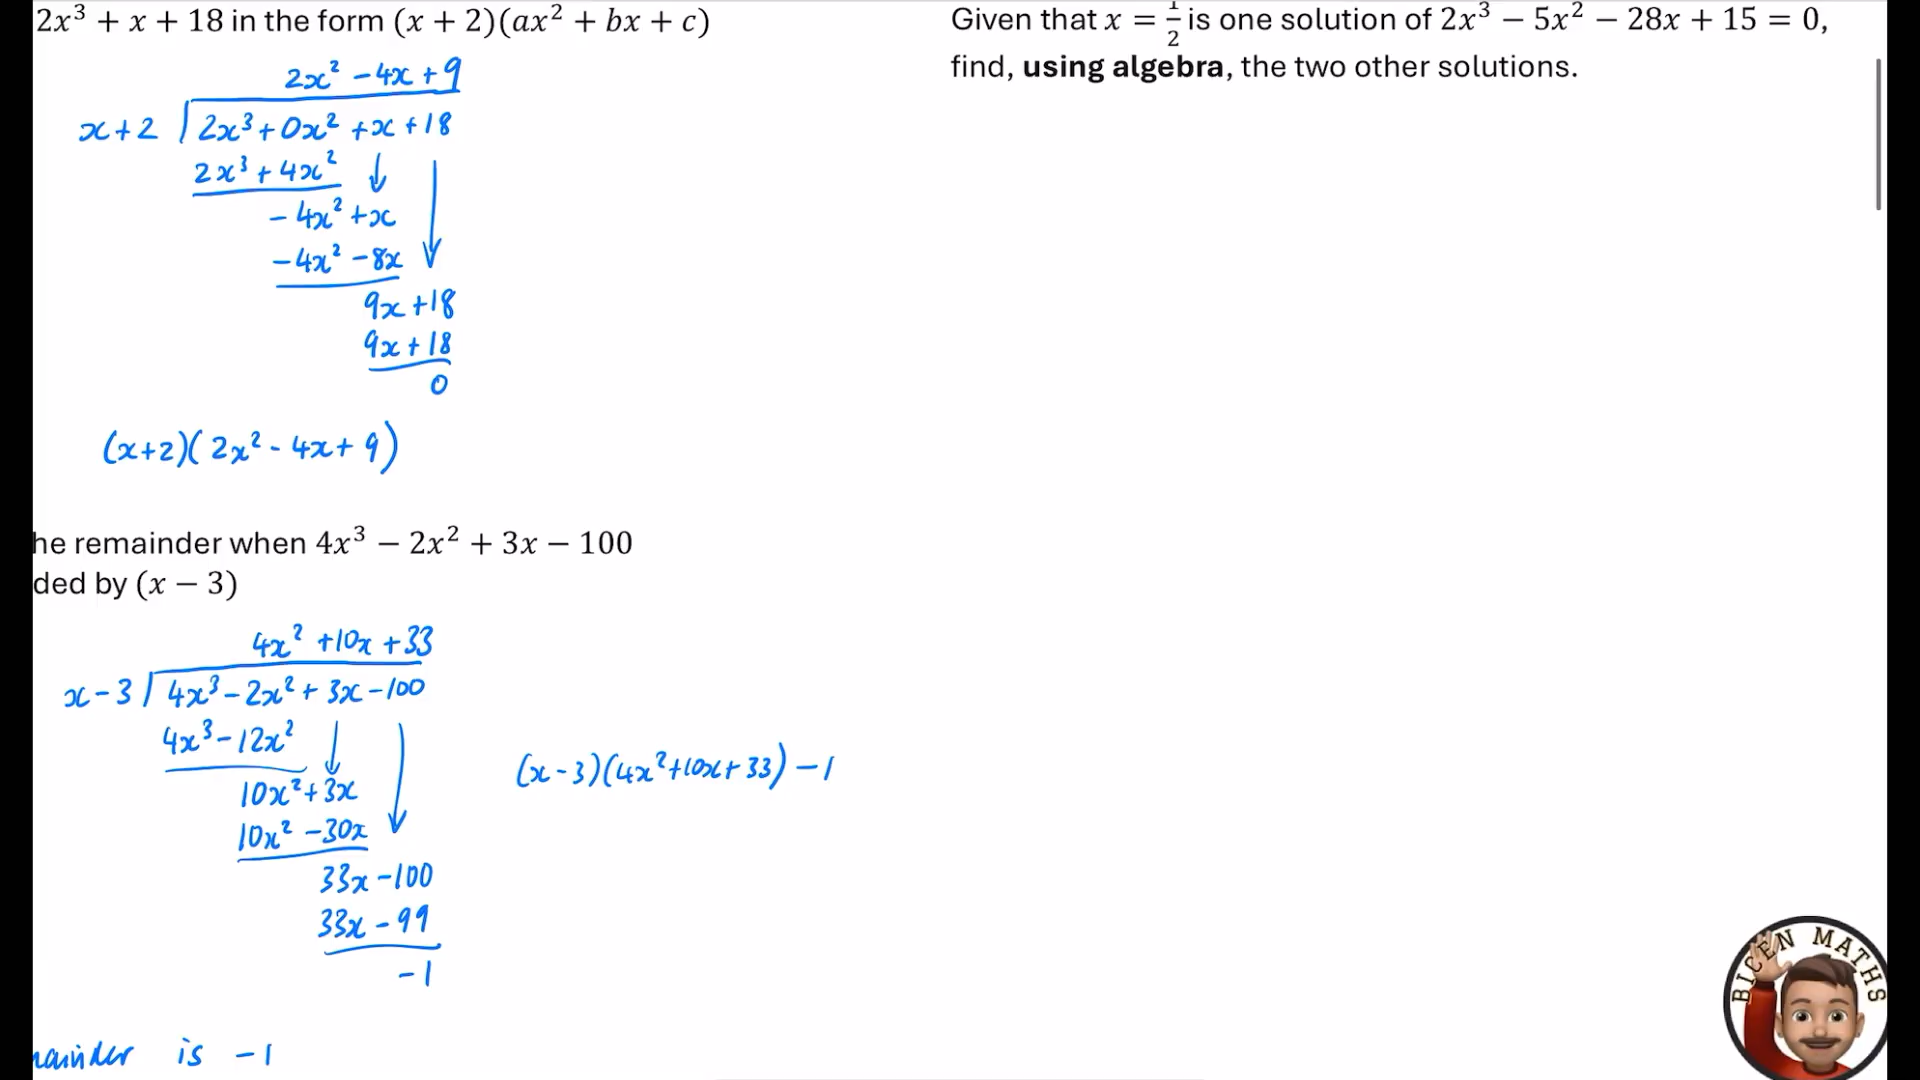 2x³ + x + 18 in the form (x + 2)(ax² + bx + c)
2x² - 4x + 9
x+2 2x³ + 0x² + x + 18
2x³ + 4x²
- 4x² + x
- 4x² - 8x
9x + 18
9x + 18
0
(x+2)(2x² - 4x + 9)
he remainder when 4x³ − 2x² + 3x − 100
ded by (x − 3)
4x² + 10x + 33
x - 3 4x³ - 2x² + 3x - 100
4x³ - 12x²
10x² + 3x
10x² - 30x
33x - 100
33x - 99
-1
(x - 3)(4x² + 10x + 33) - 1
mainder is -1
Given that x = 1/2 is one solution of 2x³ − 5x² − 28x + 15 = 0,
find, using algebra, the two other solutions.
BICEN MATHS